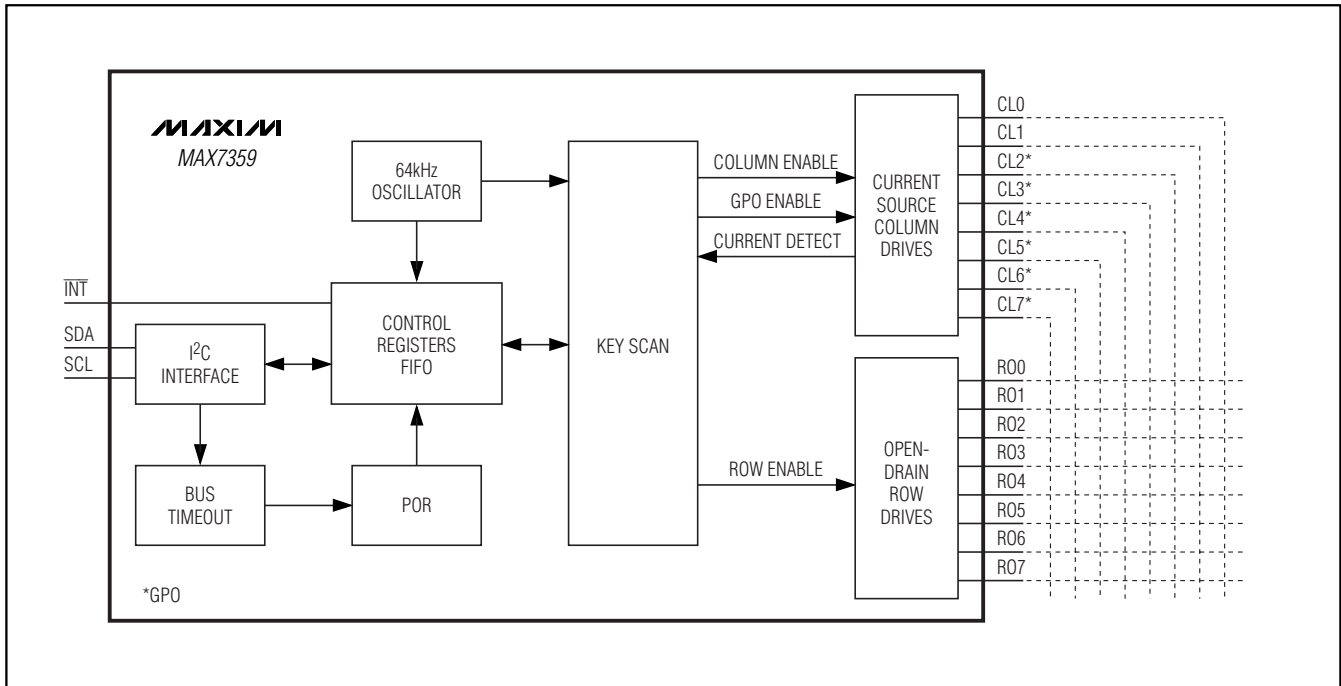 MAXIM
MAX7359
64kHz
OSCILLATOR
COLUMN ENABLE
GPO ENABLE
CURRENT DETECT
CURRENT
SOURCE
COLUMN
DRIVES
CL0
CL1
CL2*
CL3*
CL4*
CL5*
CL6*
CL7*
INT
SDA
SCL
I2C
INTERFACE
CONTROL
REGISTERS
FIFO
KEY SCAN
BUS
TIMEOUT
POR
ROW ENABLE
OPEN-
DRAIN
ROW
DRIVES
RO0
RO1
RO2
RO3
RO4
RO5
RO6
RO7
*GPO